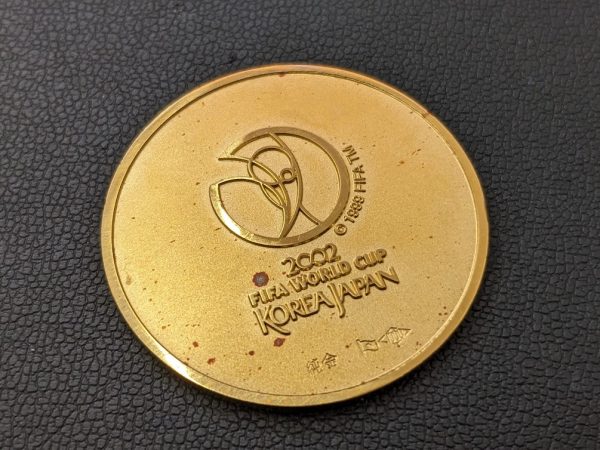 © 1999 FIFA TM
2002
FIFA WORLD CUP
KOREA JAPAN
純金